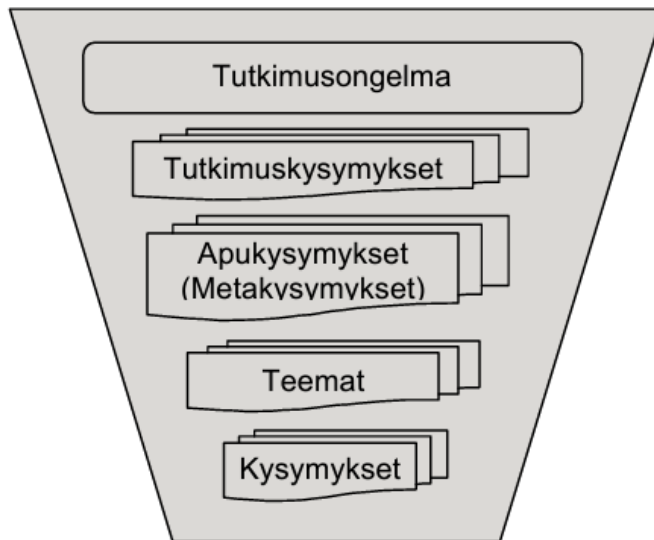 Tutkimusongelma
Tutkimuskysymykset
Apukysymykset
(Metakysymykset)
Teemat
Kysymykset